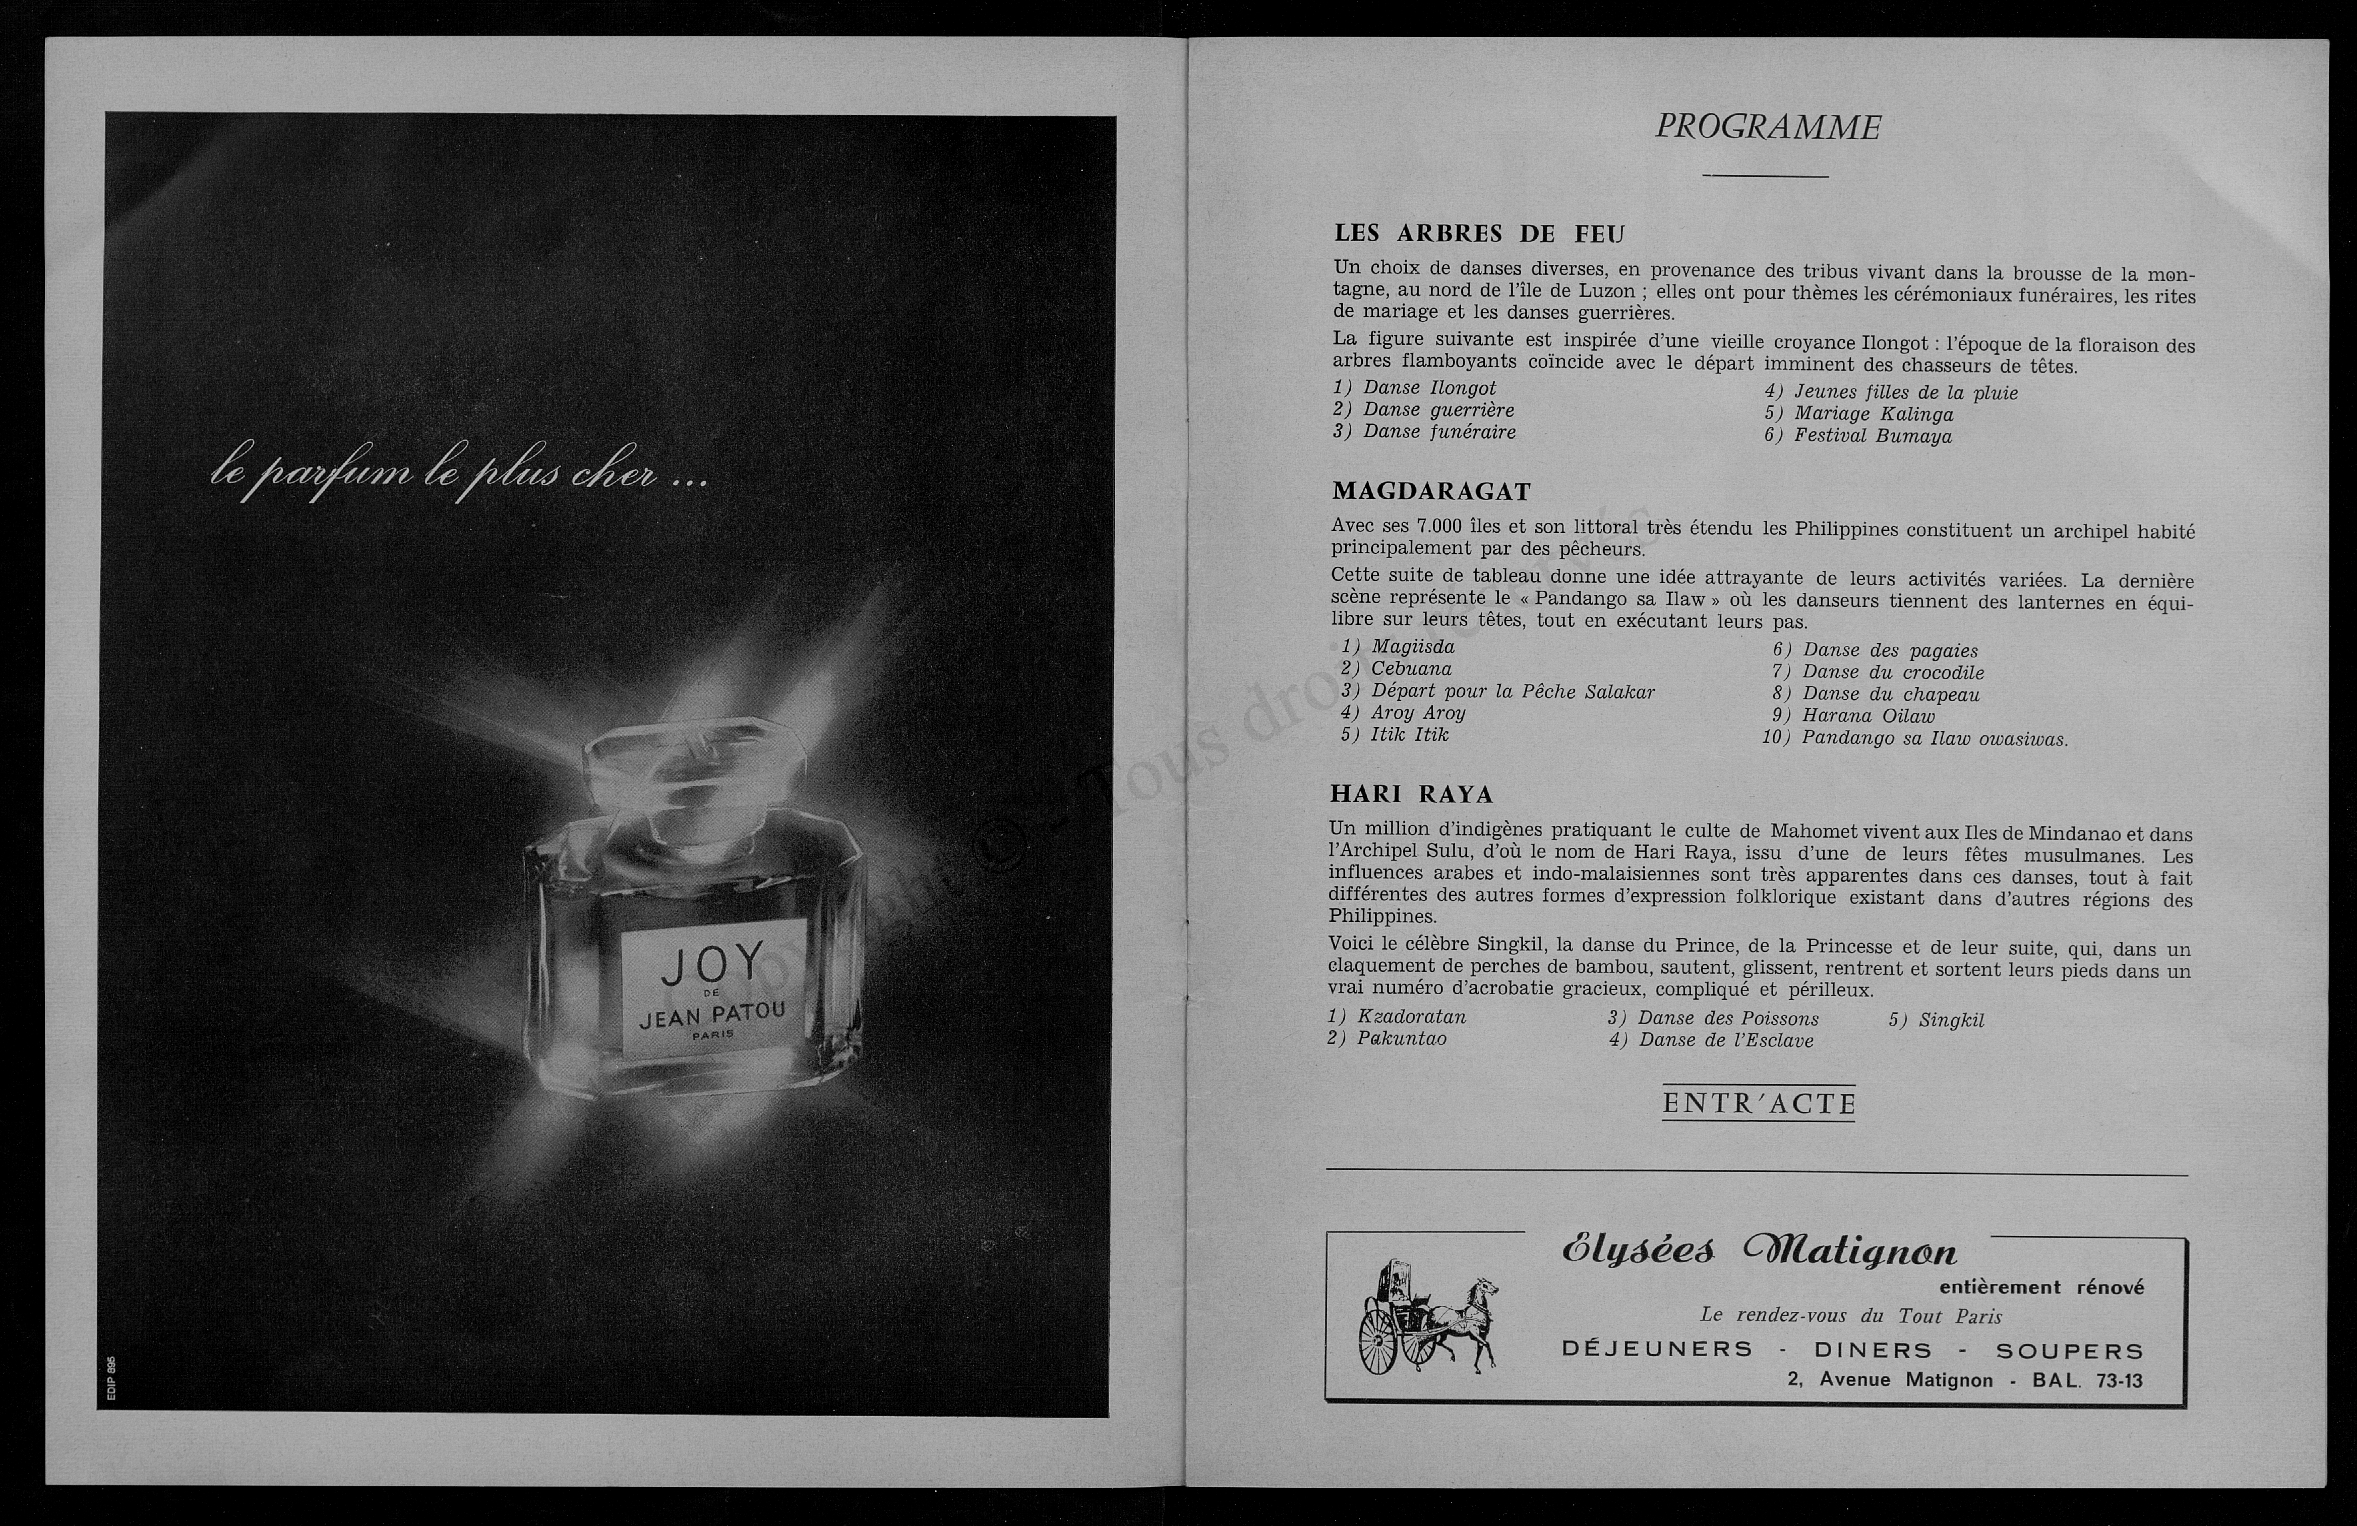 le parfum le plus cher ...
JOY
DE
JEAN PATOU
PARIS
EDIP 895
PROGRAMME
LES ARBRES DE FEU
Un choix de danses diverses, en provenance des tribus vivant dans la brousse de la mon-
tagne, au nord de l'île de Luzon ; elles ont pour thèmes les cérémoniaux funéraires, les rites
de mariage et les danses guerrières.
La figure suivante est inspirée d'une vieille croyance Ilongot : l'époque de la floraison des
arbres flamboyants coïncide avec le départ imminent des chasseurs de têtes.
1) Danse Ilongot
2) Danse guerrière
3) Danse funéraire
4) Jeunes filles de la pluie
5) Mariage Kalinga
6) Festival Bumaya
MAGDARAGAT
Avec ses 7.000 îles et son littoral très étendu les Philippines constituent un archipel habité
principalement par des pêcheurs.
Cette suite de tableau donne une idée attrayante de leurs activités variées. La dernière
scène représente le « Pandango sa Ilaw » où les danseurs tiennent des lanternes en équi-
libre sur leurs têtes, tout en exécutant leurs pas.
1) Magiisda
2) Cebuana
3) Départ pour la Pêche Salakar
4) Aroy Aroy
5) Itik Itik
6) Danse des pagaies
7) Danse du crocodile
8) Danse du chapeau
9) Harana Oilaw
10) Pandango sa Ilaw owasiwas.
HARI RAYA
Un million d'indigènes pratiquant le culte de Mahomet vivent aux Iles de Mindanao et dans
l'Archipel Sulu, d'où le nom de Hari Raya, issu d'une de leurs fêtes musulmanes. Les
influences arabes et indo-malaisiennes sont très apparentes dans ces danses, tout à fait
différentes des autres formes d'expression folklorique existant dans d'autres régions des
Philippines.
Voici le célèbre Singkil, la danse du Prince, de la Princesse et de leur suite, qui, dans un
claquement de perches de bambou, sautent, glissent, rentrent et sortent leurs pieds dans un
vrai numéro d'acrobatie gracieux, compliqué et périlleux.
1) Kzadoratan
2) Pakuntao
3) Danse des Poissons
4) Danse de l'Esclave
5) Singkil
ENTR'ACTE
Elysées Matignon
entièrement rénové
Le rendez-vous du Tout Paris
DÉJEUNERS - DINERS - SOUPERS
2, Avenue Matignon - BAL. 73-13
Copyright © - Tous droits réservés